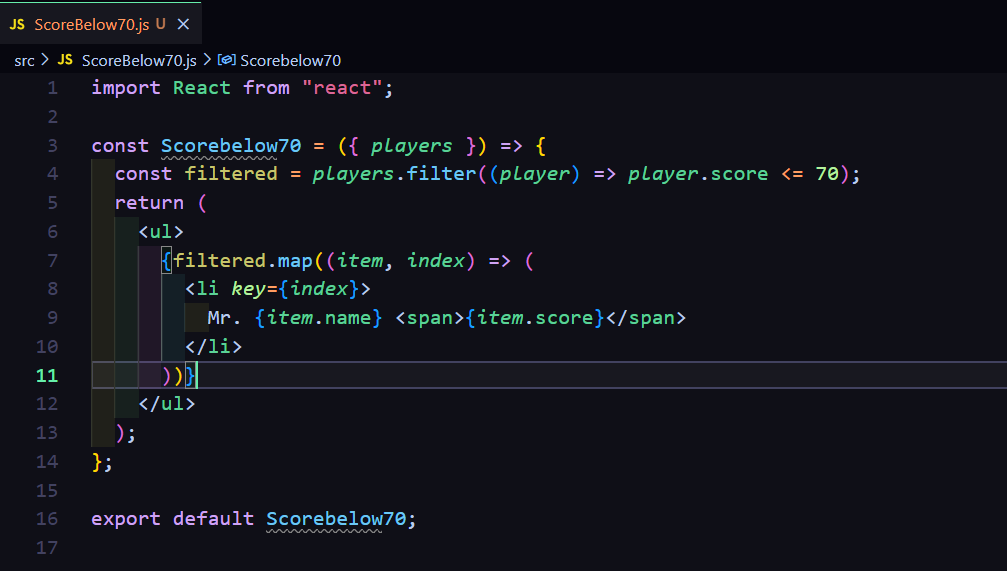 JS ScoreBelow70.js U ×
src > JS ScoreBelow70.js > Scorebelow70
1 import React from "react";
2
3 const Scorebelow70 = ({ players }) => {
4   const filtered = players.filter((player) => player.score <= 70);
5   return (
6     <ul>
7       {filtered.map((item, index) => (
8         <li key={index}>
9           Mr. {item.name} <span>{item.score}</span>
10         </li>
11       ))}
12     </ul>
13   );
14 };
15
16 export default Scorebelow70;
17